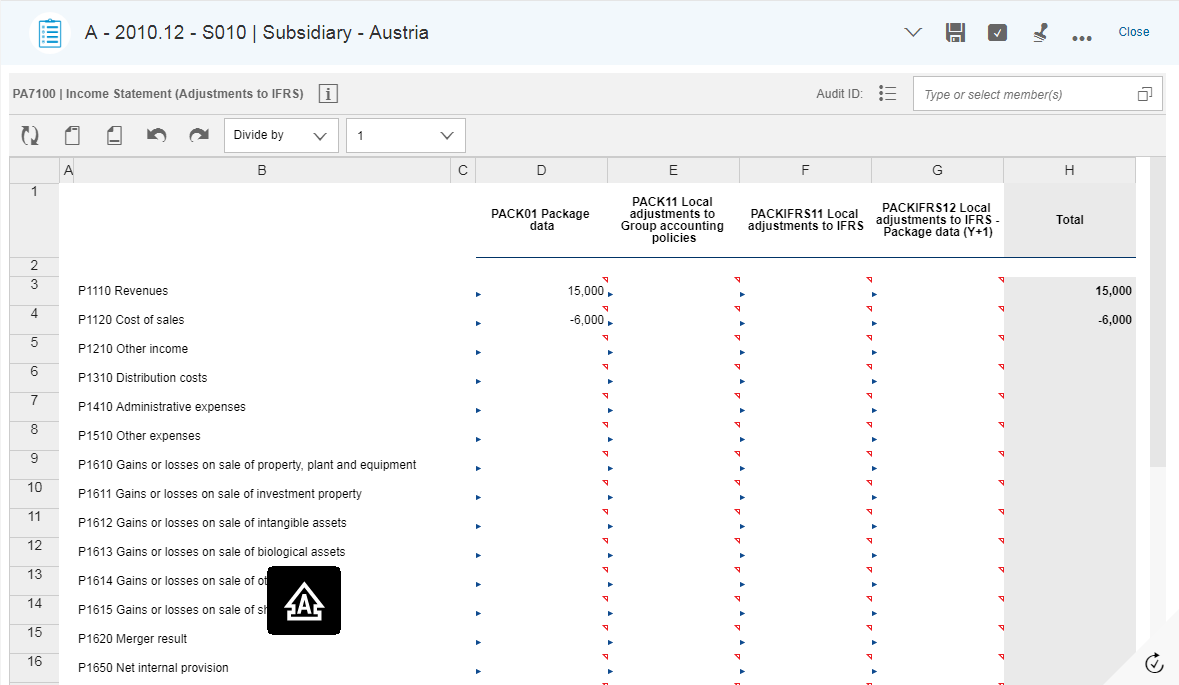 A - 2010.12 - S010 | Subsidiary - Austria
Close
PA7100 | Income Statement (Adjustments to IFRS)
i
Audit ID:
Type or select member(s)
Divide by
1
A B C D E F G H
1
PACK01 Package
data
PACK11 Local
adjustments to
Group accounting
policies
PACKIFRS11 Local
adjustments to IFRS
PACKIFRS12 Local
adjustments to IFRS -
Package data (Y+1)
Total
2
3 P1110 Revenues 15,000 15,000
4 P1120 Cost of sales -6,000 -6,000
5 P1210 Other income
6 P1310 Distribution costs
7 P1410 Administrative expenses
8 P1510 Other expenses
9 P1610 Gains or losses on sale of property, plant and equipment
10 P1611 Gains or losses on sale of investment property
11 P1612 Gains or losses on sale of intangible assets
12 P1613 Gains or losses on sale of biological assets
13 P1614 Gains or losses on sale of
14 P1615 Gains or losses on sale of
A
15 P1620 Merger result
16 P1650 Net internal provision